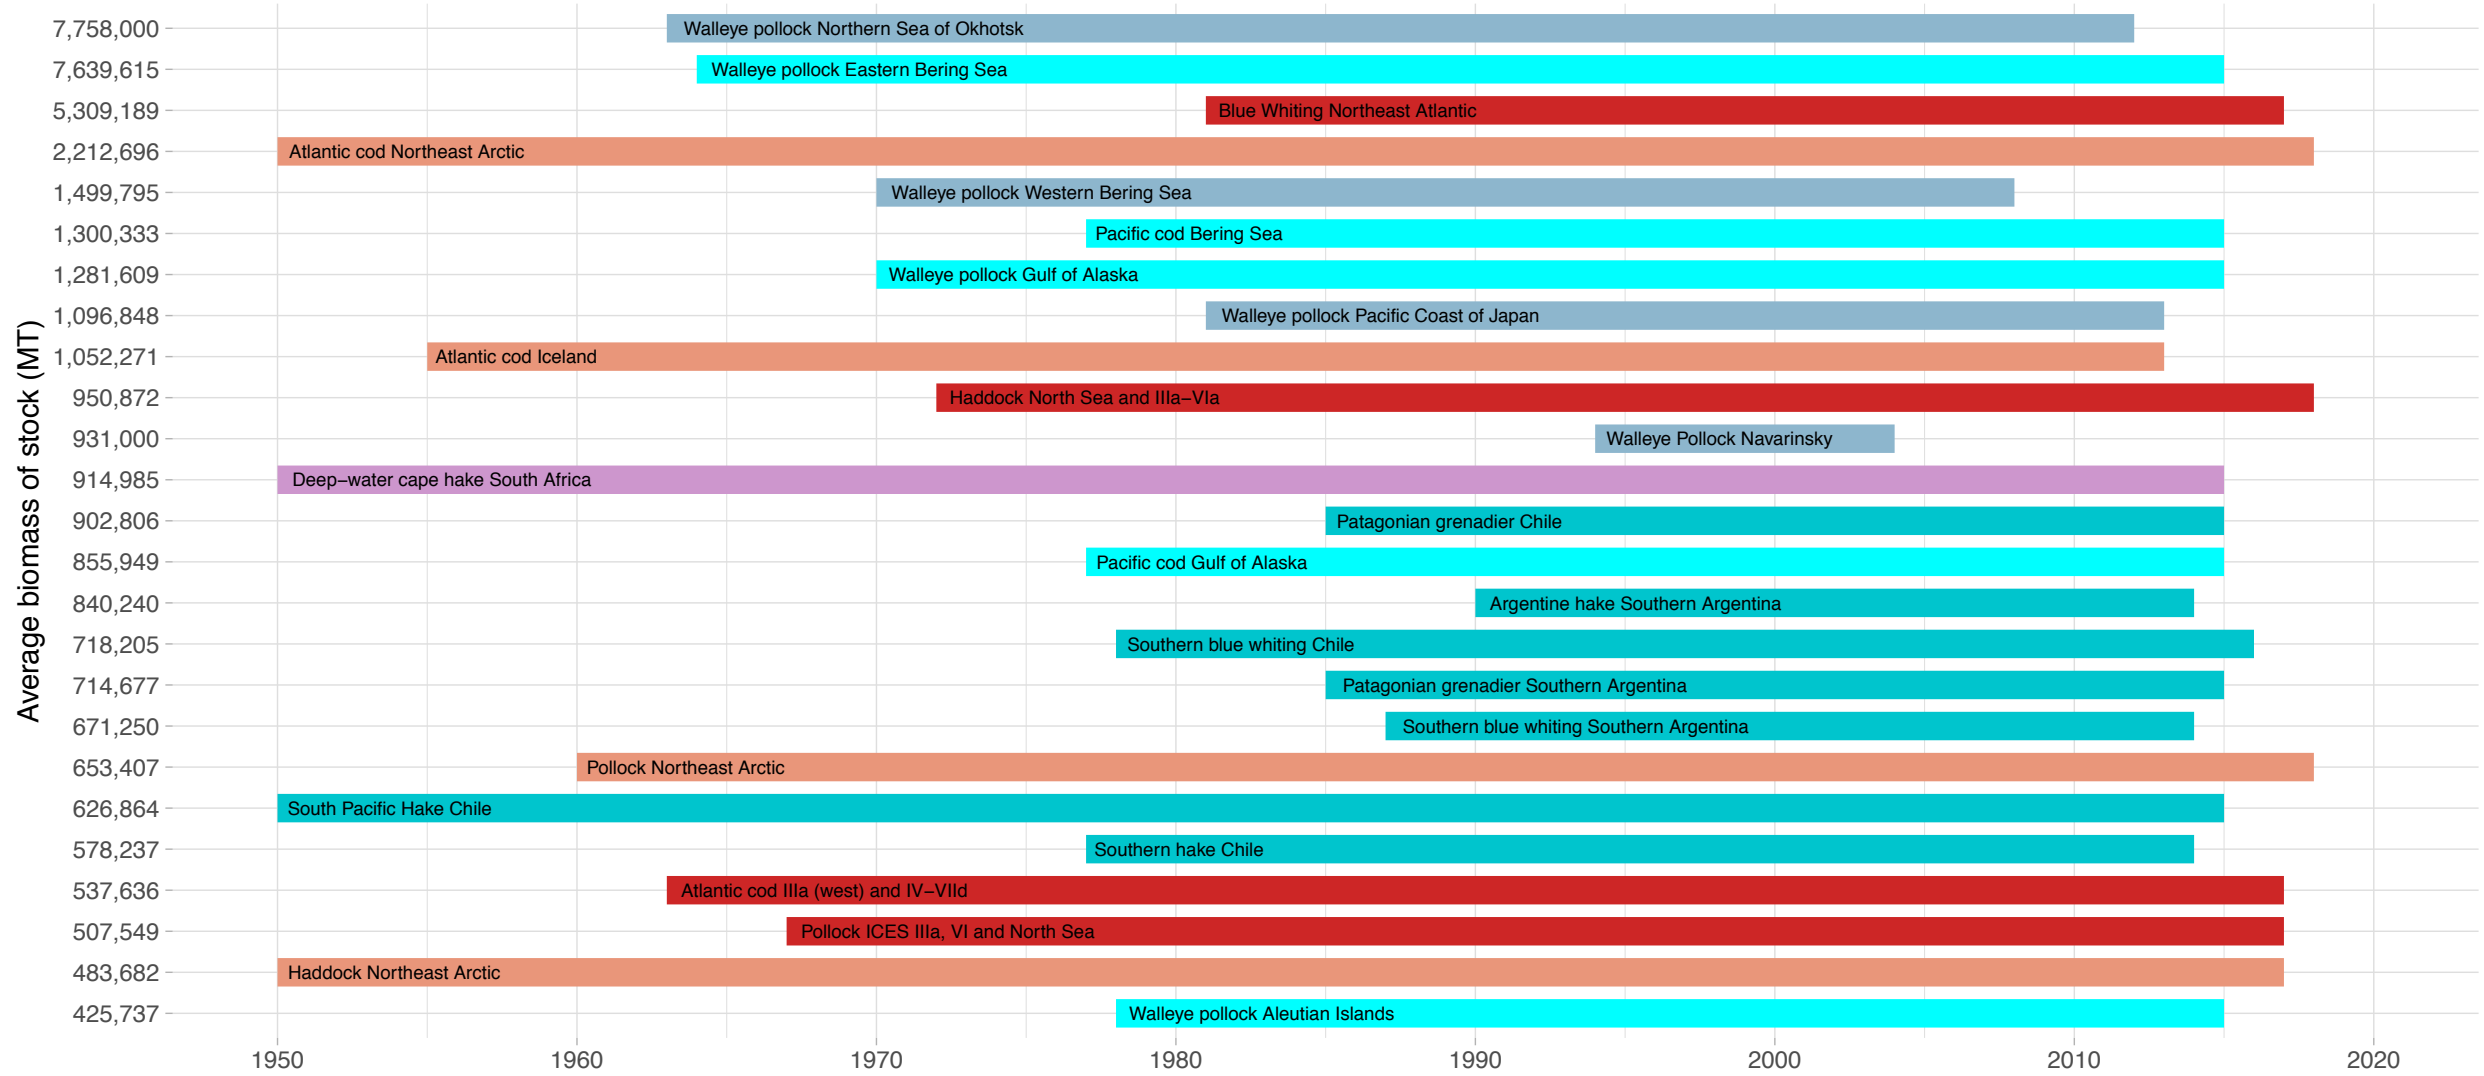 Average biomass of stock (MT)
7,758,000 Walleye pollock Northern Sea of Okhotsk
7,639,615 Walleye pollock Eastern Bering Sea
5,309,189 Blue Whiting Northeast Atlantic
2,212,696 Atlantic cod Northeast Arctic
1,499,795 Walleye pollock Western Bering Sea
1,300,333 Pacific cod Bering Sea
1,281,609 Walleye pollock Gulf of Alaska
1,096,848 Walleye pollock Pacific Coast of Japan
1,052,271 Atlantic cod Iceland
950,872 Haddock North Sea and IIIa−VIa
931,000 Walleye Pollock Navarinsky
914,985 Deep−water cape hake South Africa
902,806 Patagonian grenadier Chile
855,949 Pacific cod Gulf of Alaska
840,240 Argentine hake Southern Argentina
718,205 Southern blue whiting Chile
714,677 Patagonian grenadier Southern Argentina
671,250 Southern blue whiting Southern Argentina
653,407 Pollock Northeast Arctic
626,864 South Pacific Hake Chile
578,237 Southern hake Chile
537,636 Atlantic cod IIIa (west) and IV−VIId
507,549 Pollock ICES IIIa, VI and North Sea
483,682 Haddock Northeast Arctic
425,737 Walleye pollock Aleutian Islands
1950 1960 1970 1980 1990 2000 2010 2020